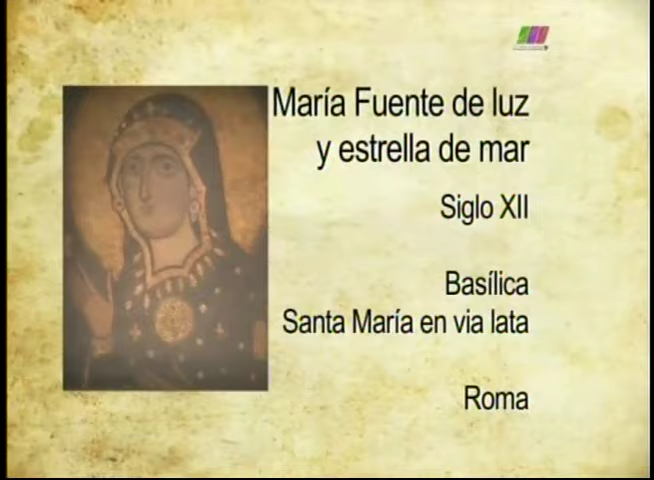 María Fuente de luz
y estrella de mar
Siglo XII
Basílica
Santa María en via lata
Roma